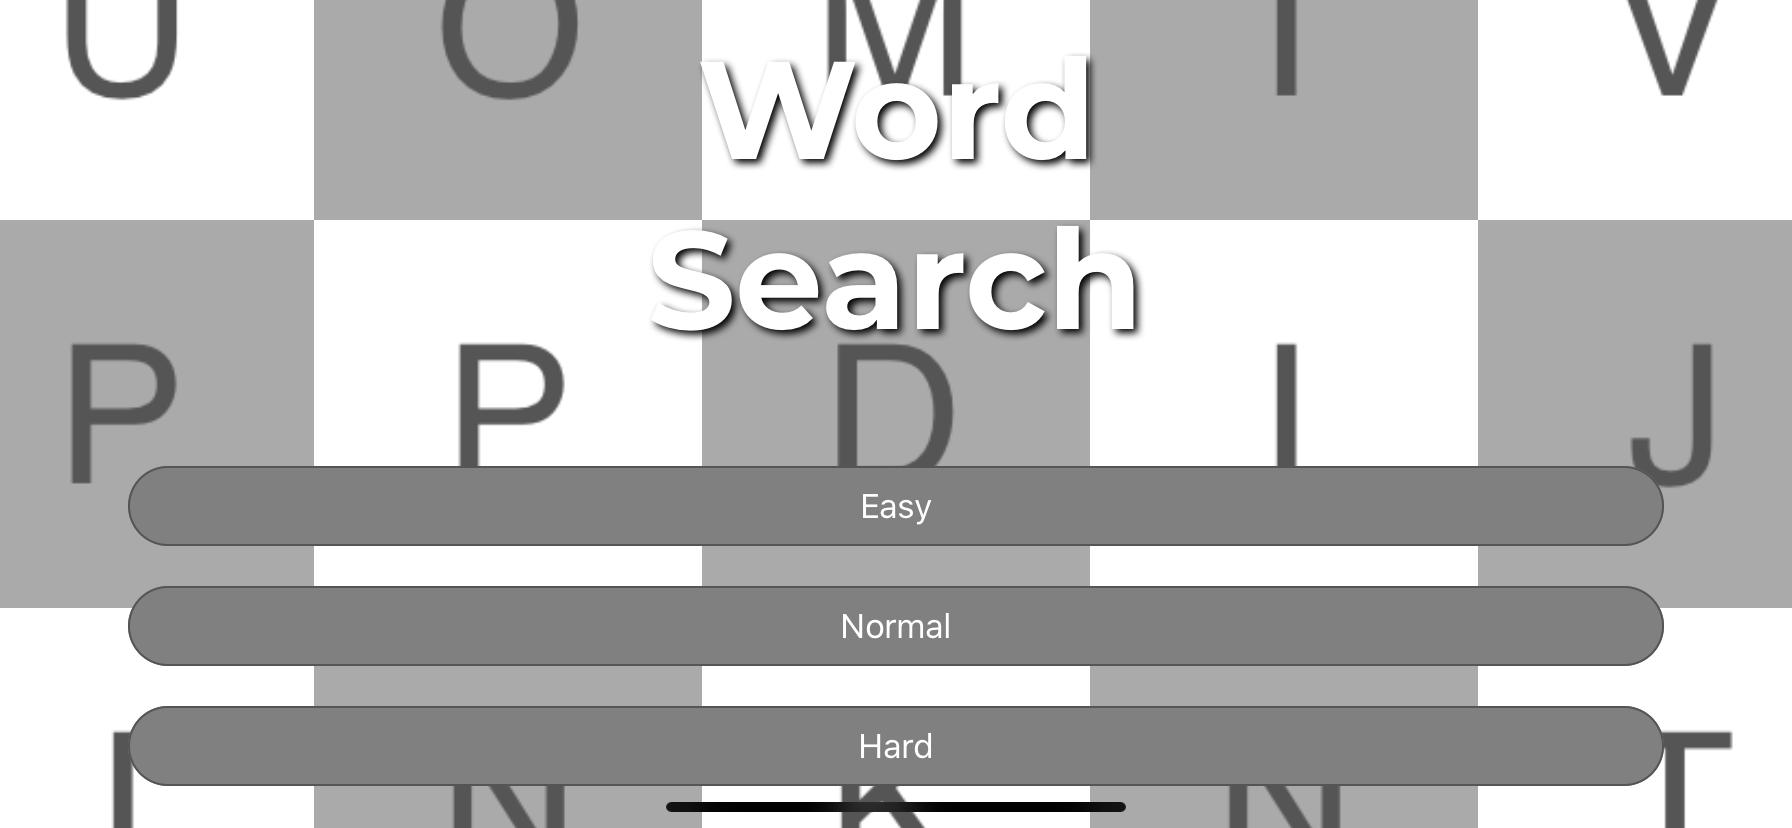 U O M I V
Word
Search
P P D I J
Easy
Normal
Hard
N K N T